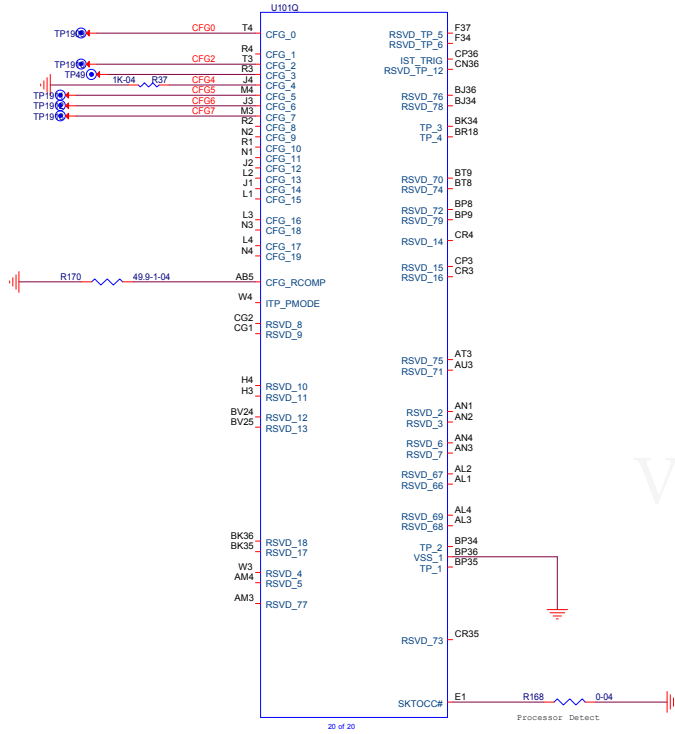 U101Q
T4 CFG0 CFG_0
R4 CFG_1
T3 CFG2 CFG_2
TP49 R3 CFG_3
1K-04 R37 CFG4 J4 CFG_4
CFG5 M4 CFG_5
CFG6 J3 CFG_6
CFG7 M3 CFG_7
R2 CFG_8
N2 CFG_9
R1 CFG_10
N1 CFG_11
J2 CFG_12
L2 CFG_13
J1 CFG_14
L1 CFG_15
L3 CFG_16
N3 CFG_18
L4 CFG_17
N4 CFG_19
R170 49.9-1-04 AB5 CFG_RCOMP
W4 ITP_PMODE
CG2 RSVD_8
CG1 RSVD_9
H4 RSVD_10
H3 RSVD_11
BV24 RSVD_12
BV25 RSVD_13
BK36 RSVD_18
BK35 RSVD_17
W3 RSVD_4
AM4 RSVD_5
AM3 RSVD_77
RSVD_TP_5 F37
RSVD_TP_6 F34
IST_TRIG CP36
RSVD_TP_12 CN36
RSVD_76 BJ36
RSVD_78 BJ34
TP_3 BK34
TP_4 BR18
RSVD_70 BT9
RSVD_74 BT8
RSVD_72 BP8
RSVD_79 BP9
RSVD_14 CR4
RSVD_15 CP3
RSVD_16 CR3
RSVD_75 AT3
RSVD_71 AU3
RSVD_2 AN1
RSVD_3 AN2
RSVD_6 AN4
RSVD_7 AN3
RSVD_67 AL2
RSVD_66 AL1
RSVD_69 AL4
RSVD_68 AL3
TP_2 BP34
VSS_1 BP36
TP_1 BP35
RSVD_73 CR35
SKTOCC# E1 R168 0-04
Processor Detect
20 of 20